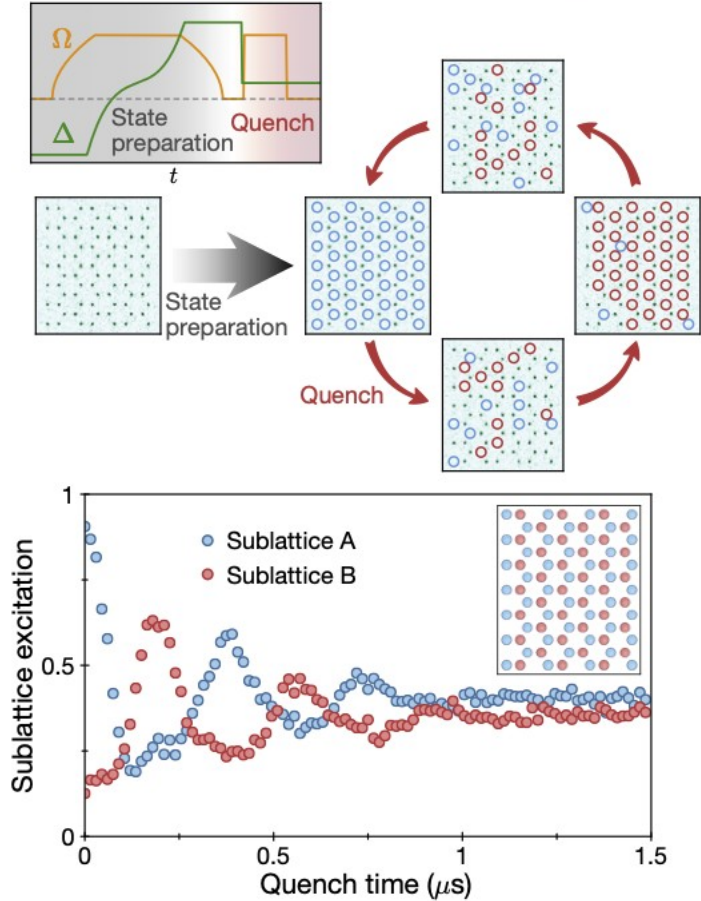 Ω
Δ
State
preparation
Quench
t
State
preparation
Quench
Sublattice excitation
1
0.5
0
Sublattice A
Sublattice B
0
0.5
1
1.5
Quench time (μs)